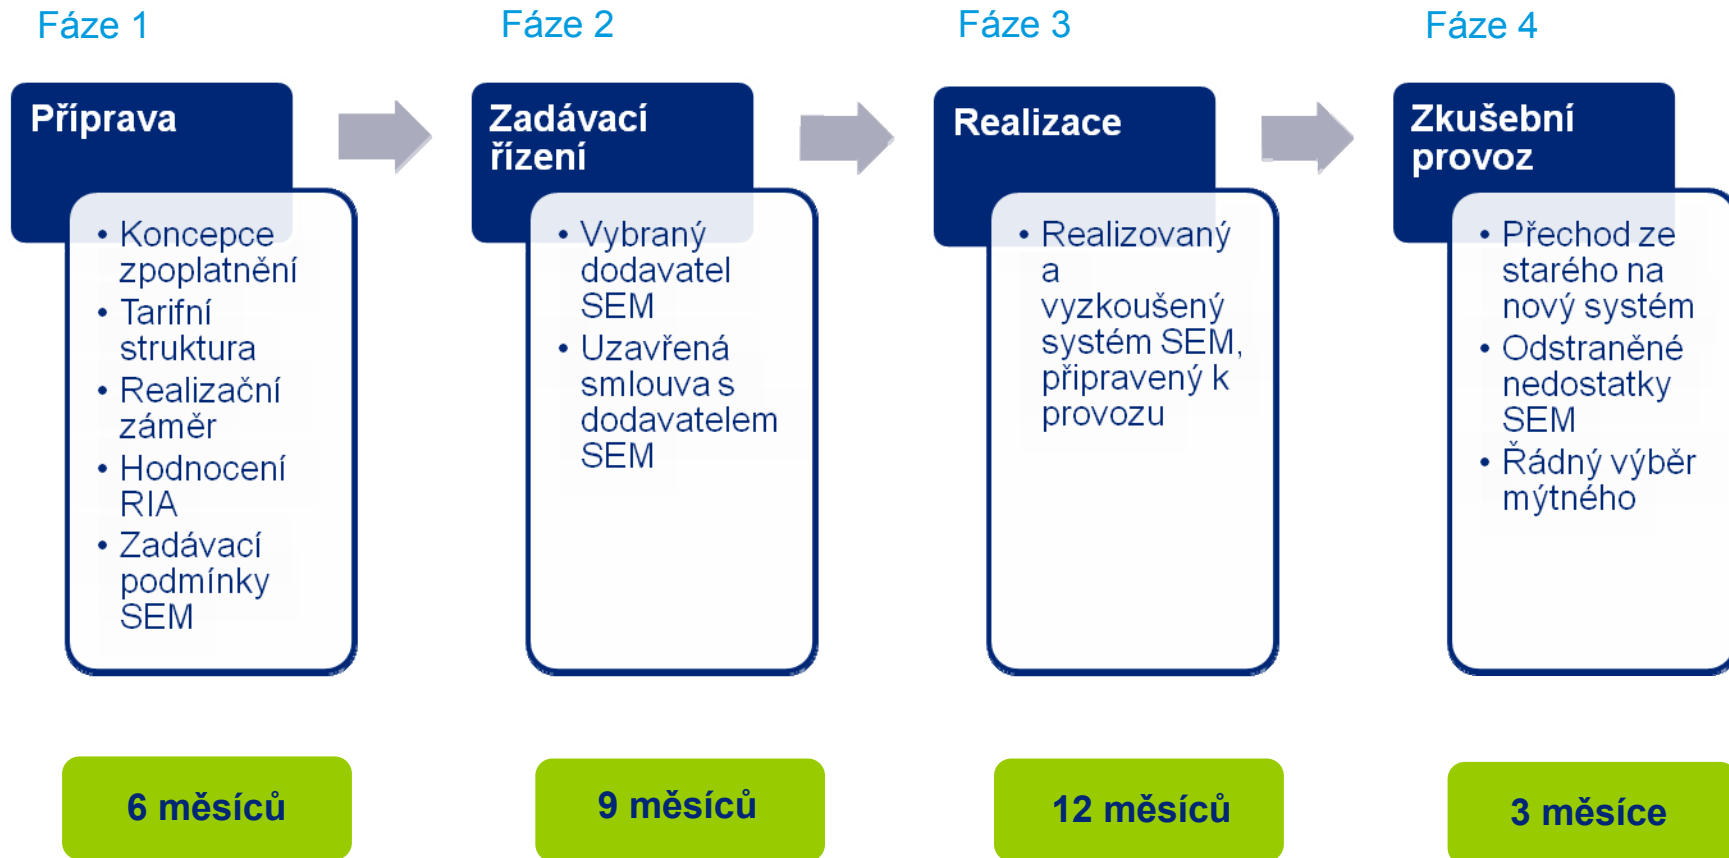 Fáze 1
Příprava
• Koncepce
zpoplatnění
• Tarifní
struktura
• Realizační
záměr
• Hodnocení
RIA
• Zadávací
podmínky
SEM
6 měsíců
Fáze 2
Zadávací
řízení
• Vybraný
dodavatel
SEM
• Uzavřená
smlouva s
dodavatelem
SEM
9 měsíců
Fáze 3
Realizace
• Realizovaný
a
vyzkoušený
systém SEM,
připravený k
provozu
12 měsíců
Fáze 4
Zkušební
provoz
• Přechod ze
starého na
nový systém
• Odstraněné
nedostatky
SEM
• Řádný výběr
mýtného
3 měsíce